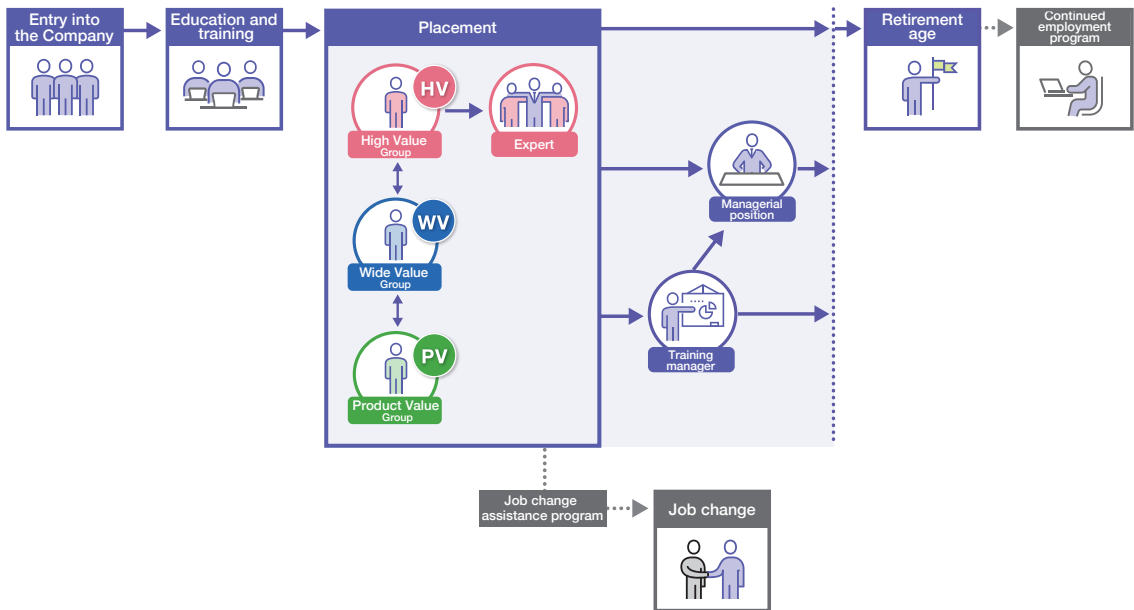 Entry into
the Company
Education and
training
Placement
Retirement
age
Continued
employment
program
HV
High Value
Group
Expert
WV
Wide Value
Group
Managerial
position
PV
Product Value
Group
Training
manager
Job change
assistance program
Job change